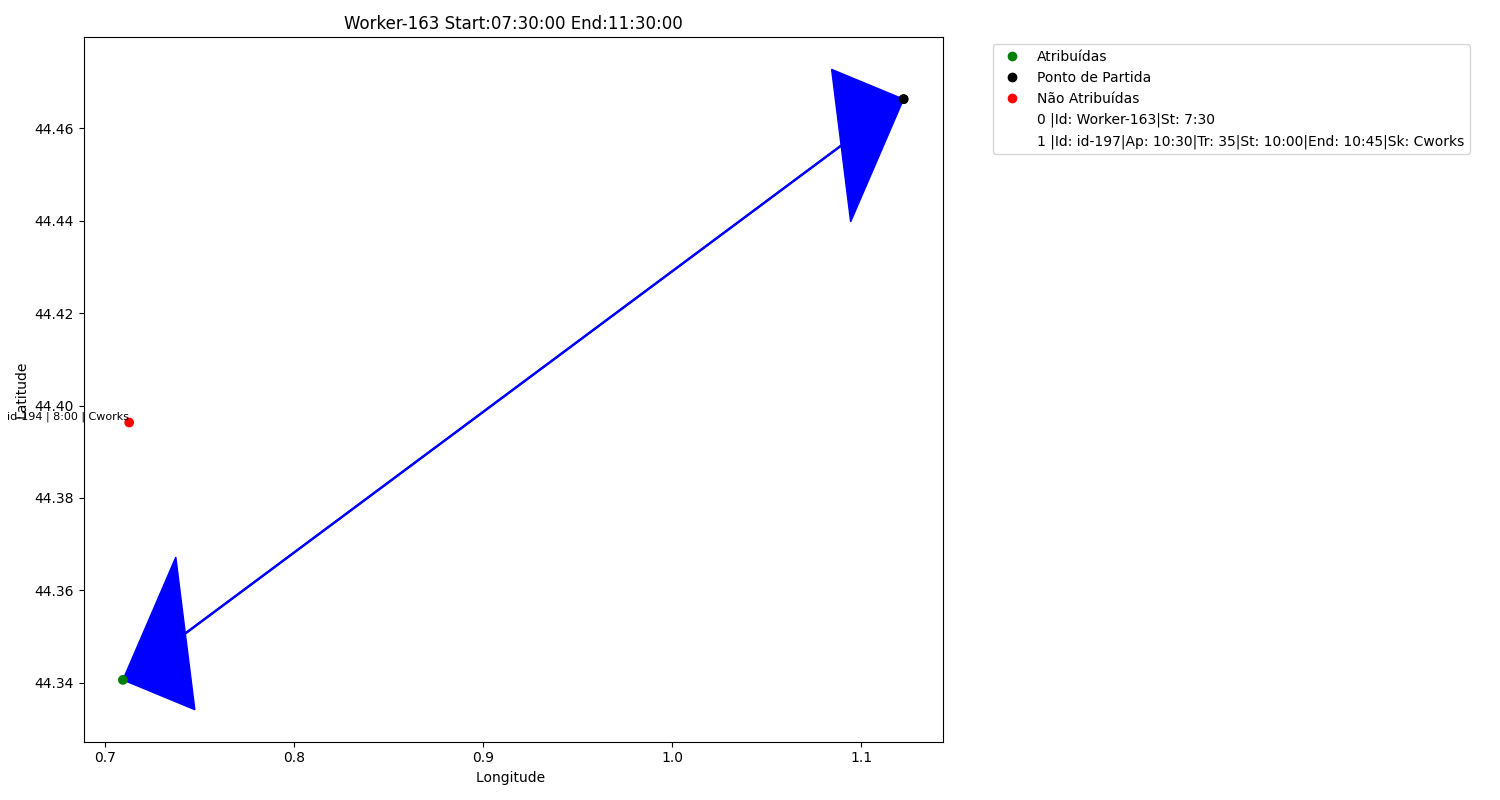 Worker-163 Start:07:30:00 End:11:30:00
Atribuídas
Ponto de Partida
Não Atribuídas
0 |Id: Worker-163|St: 7:30
1 |Id: id-197|Ap: 10:30|Tr: 35|St: 10:00|End: 10:45|Sk: Cworks
44.46
44.44
44.42
44.40
44.38
44.36
44.34
Latitude
id-194 | 8:00 | Cworks
0.7
0.8
0.9
1.0
1.1
Longitude